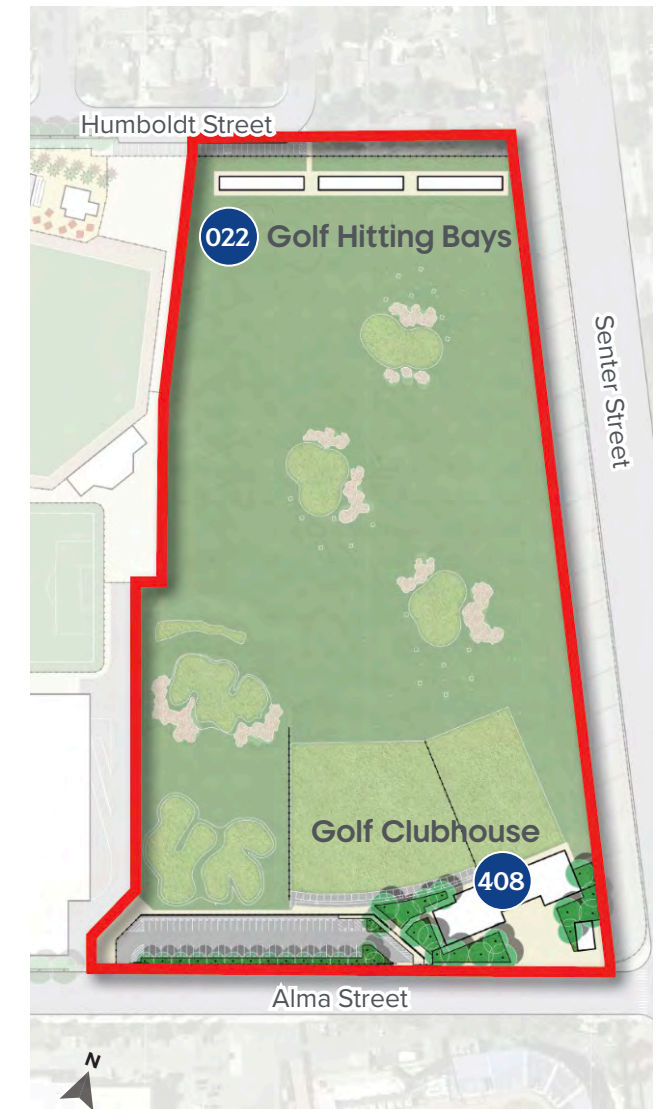 Humboldt Street
022 Golf Hitting Bays
Senter Street
Golf Clubhouse
408
Alma Street
N